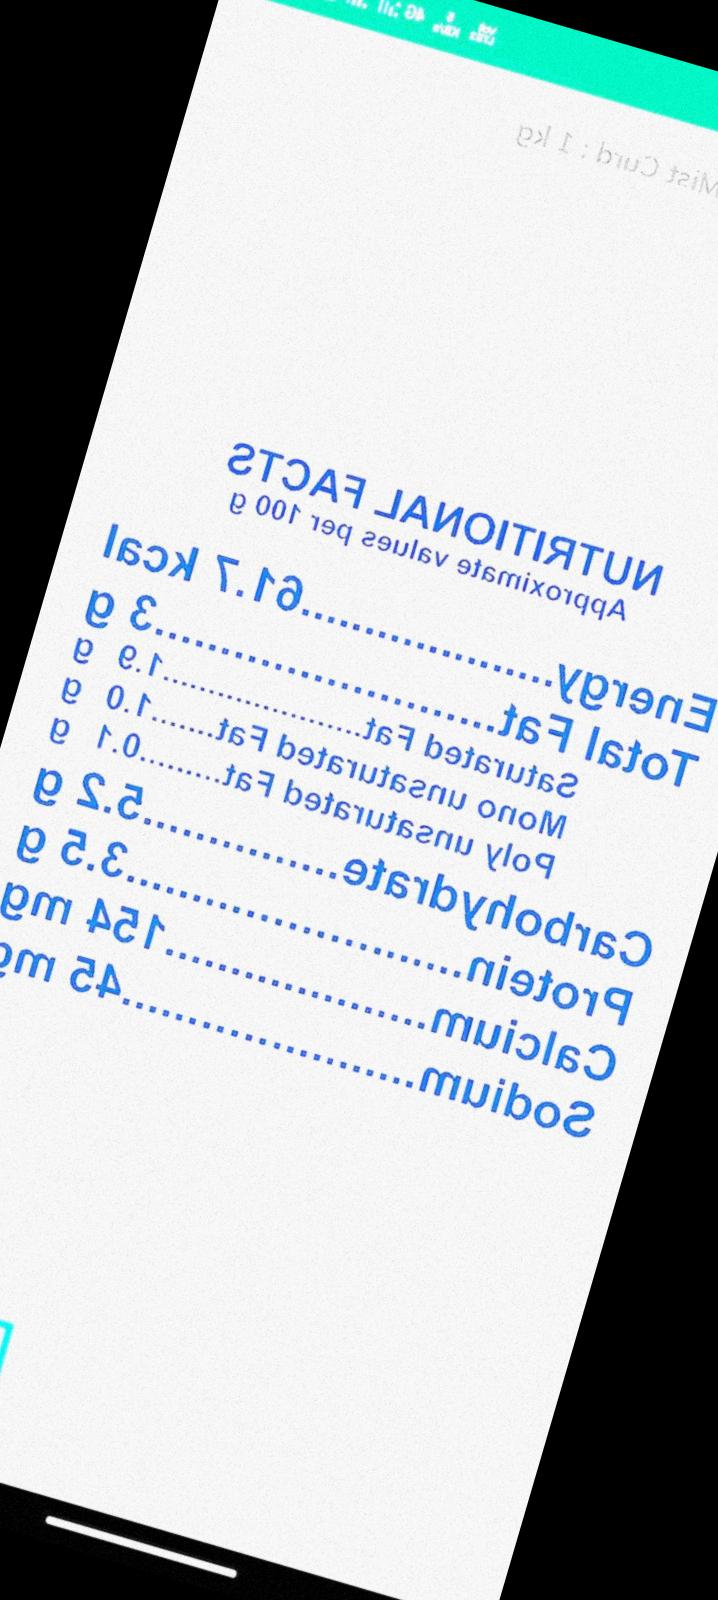 4G
Mist Curd : 1 kg
NUTRITIONAL FACTS
Approximate values per 100 g
Energy..................61.7 kcal
Total Fat........................3 g
Saturated Fat....................1.9 g
Mono unsaturated Fat.......1.0 g
Poly unsaturated Fat.........0.1 g
Carbohydrate..............5.2 g
Protein.......................3.5 g
Calcium..................154 mg
Sodium....................45 mg